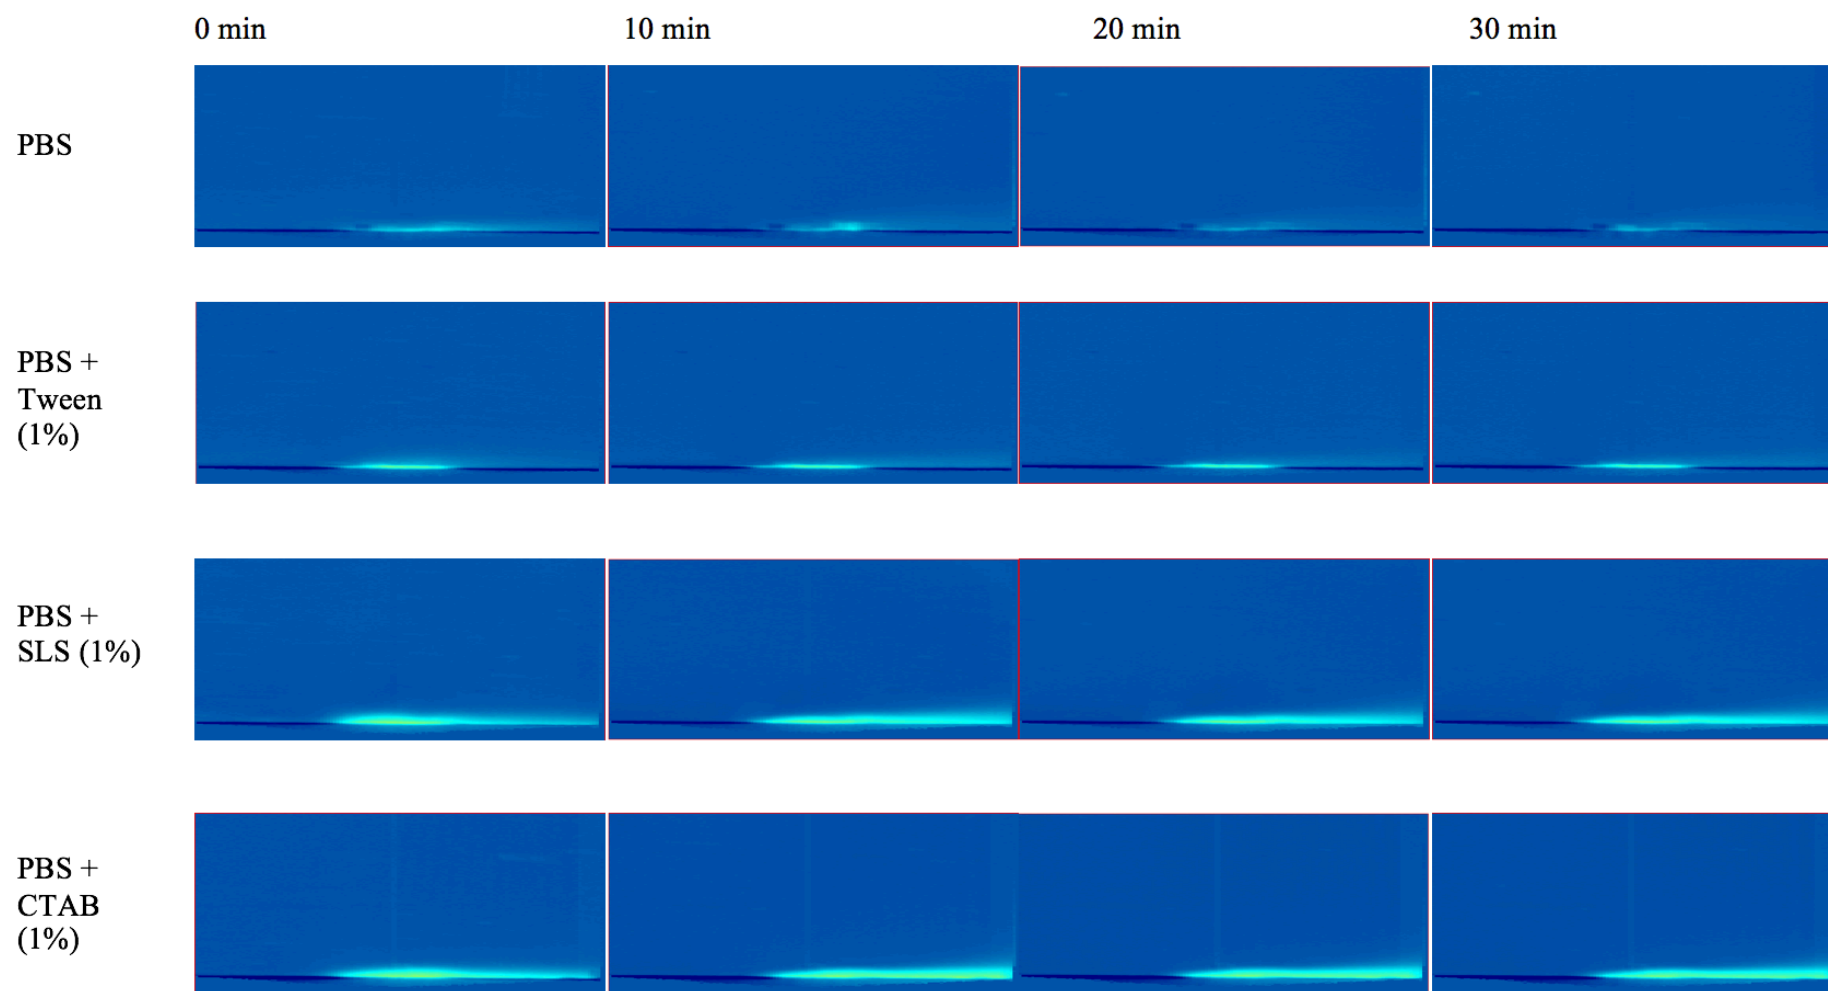 0 min 10 min 20 min 30 min
PBS
PBS +
Tween
(1%)
PBS +
SLS (1%)
PBS +
CTAB
(1%)